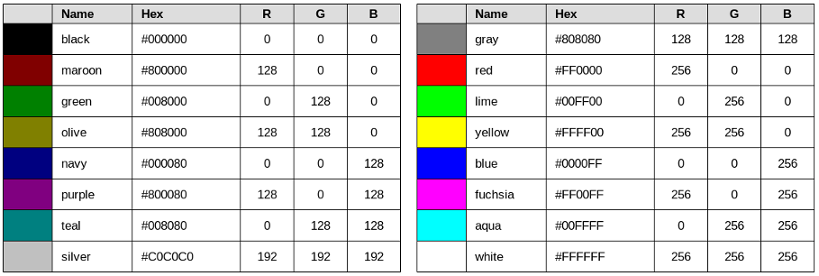 Name Hex R G B
black #000000 0 0 0
maroon #800000 128 0 0
green #008000 0 128 0
olive #808000 128 128 0
navy #000080 0 0 128
purple #800080 128 0 128
teal #008080 0 128 128
silver #C0C0C0 192 192 192
Name Hex R G B
gray #808080 128 128 128
red #FF0000 256 0 0
lime #00FF00 0 256 0
yellow #FFFF00 256 256 0
blue #0000FF 0 0 256
fuchsia #FF00FF 256 0 256
aqua #00FFFF 0 256 256
white #FFFFFF 256 256 256